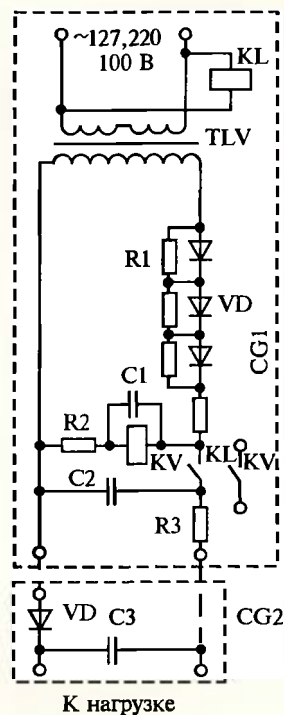 ~127,220
100 В
KL
TLV
R1
VD
CG1
C1
R2
KV
KL
KV
C2
R3
VD
C3
CG2
К нагрузке